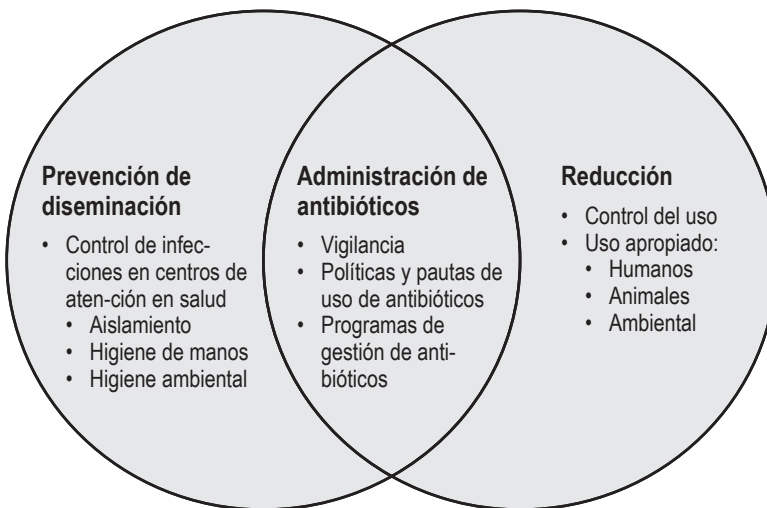 Prevención de
diseminación
• Control de infec-
ciones en centros de
aten-ción en salud
• Aislamiento
• Higiene de manos
• Higiene ambiental
Administración de
antibióticos
• Vigilancia
• Políticas y pautas de
uso de antibióticos
• Programas de
gestión de anti-
bióticos
Reducción
• Control del uso
• Uso apropiado:
• Humanos
• Animales
• Ambiental